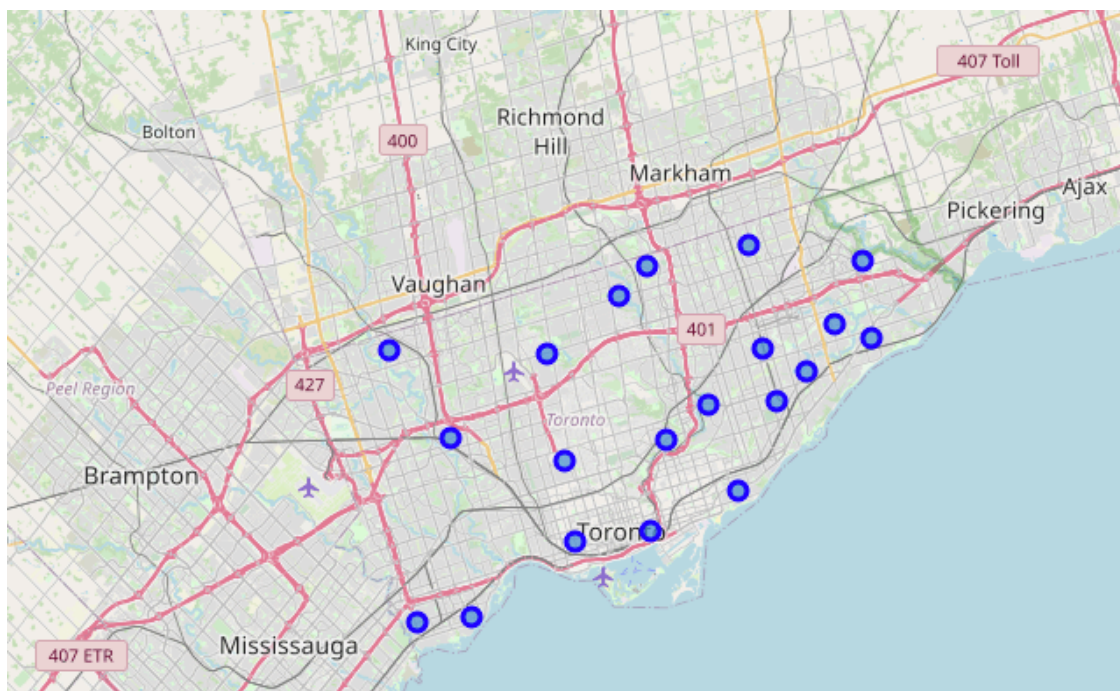 King City
407 Toll
Richmond
Hill
Bolton
400
Markham
Ajax
Pickering
Vaughan
401
Peel Region
427
Toronto
Brampton
Toronto
Mississauga
407 ETR